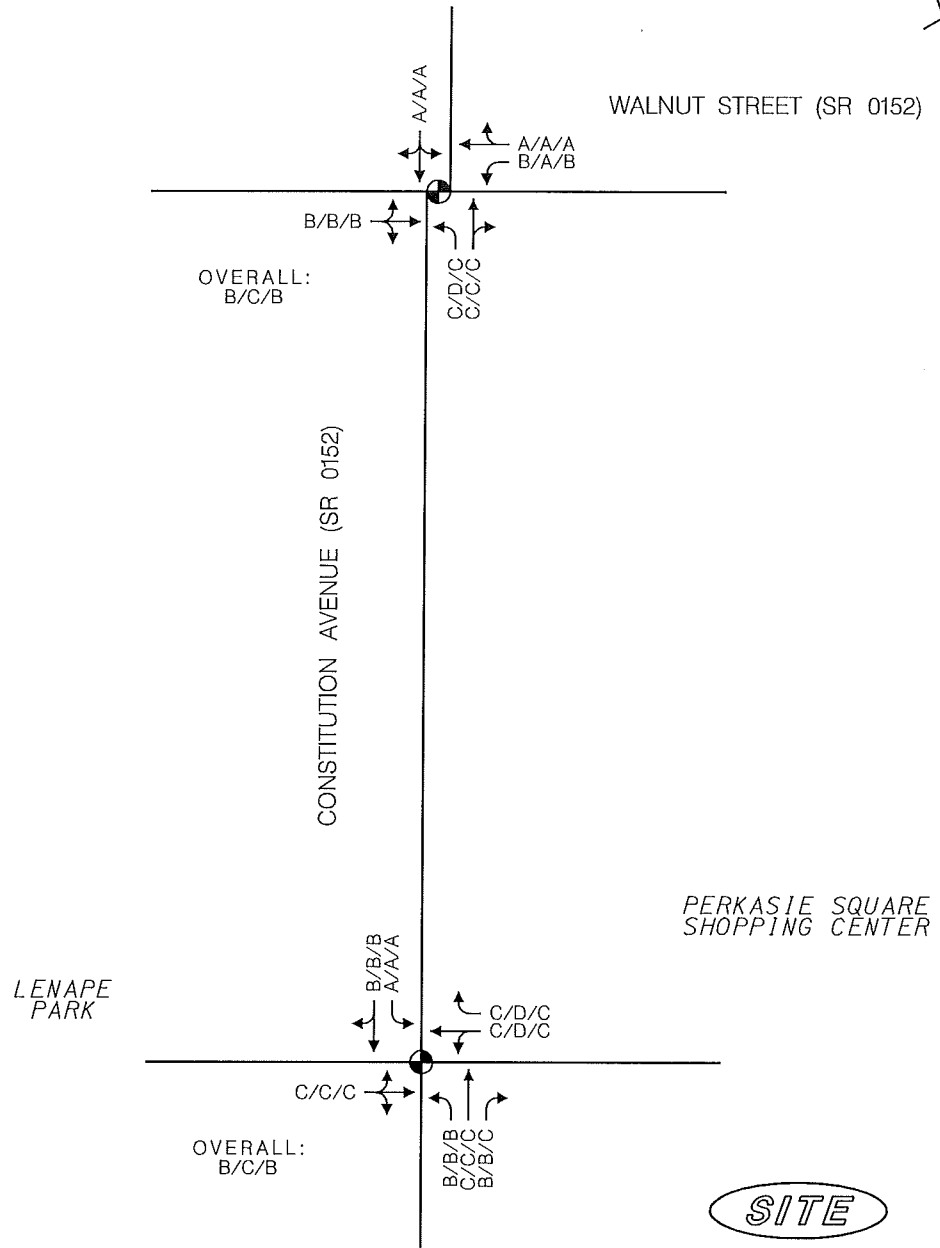 WALNUT STREET (SR 0152)
A/A/A
A/A/A
B/A/B
B/B/B
OVERALL:
B/C/B
C/D/C
C/C/C
CONSTITUTION AVENUE (SR 0152)
PERKASIE SQUARE
SHOPPING CENTER
LENAPE
PARK
B/B/B
A/A/A
C/D/C
C/D/C
C/C/C
OVERALL:
B/C/B
B/B/B
C/C/C
B/B/C
SITE